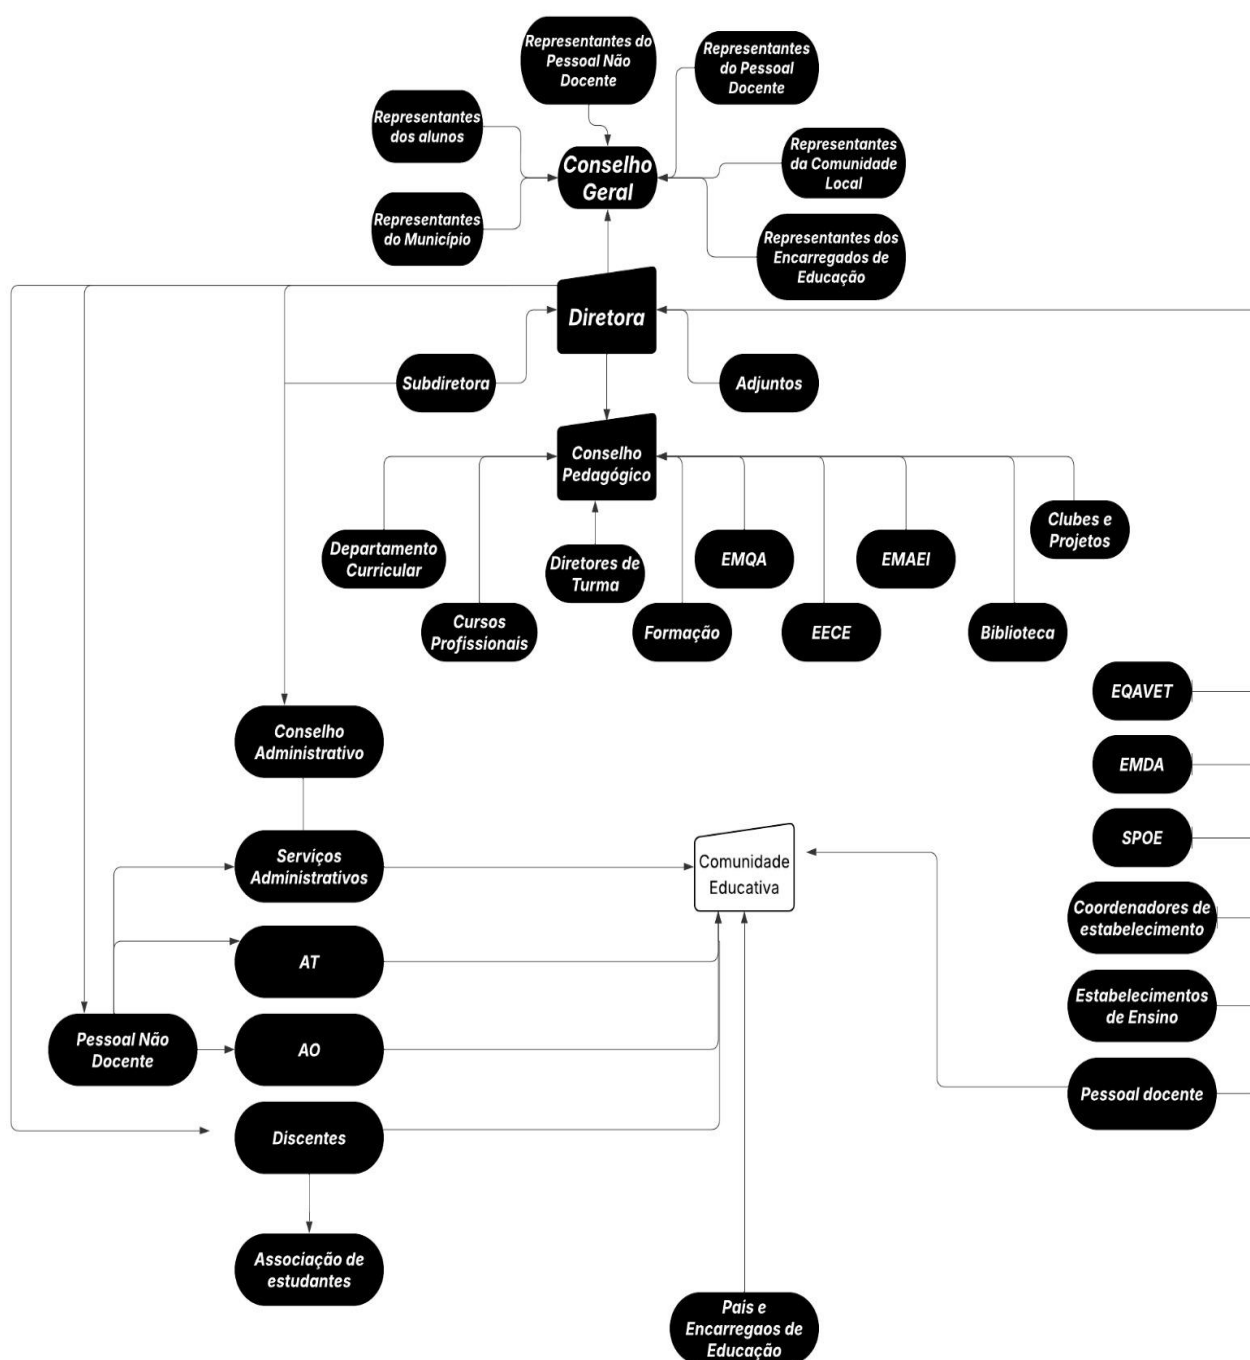 Representantes do
Pessoal Não
Docente
Representantes
do Pessoal
Docente
Representantes
dos alunos
Conselho
Geral
Representantes
da Comunidade
Local
Representantes
do Município
Representantes dos
Encarregados de
Educação
Diretora
Subdiretora
Adjuntos
Conselho
Pedagógico
Departamento
Curricular
Diretores de
Turma
EMQA
EMAEI
Clubes e
Projetos
Cursos
Profissionais
Formação
EECE
Biblioteca
EQAVET
Conselho
Administrativo
EMDA
SPOE
Serviços
Administrativos
Comunidade
Educativa
Coordenadores de
estabelecimento
AT
Estabelecimentos
de Ensino
Pessoal Não
Docente
AO
Pessoal docente
Discentes
Associação de
estudantes
Pais e
Encarregaos de
Educação